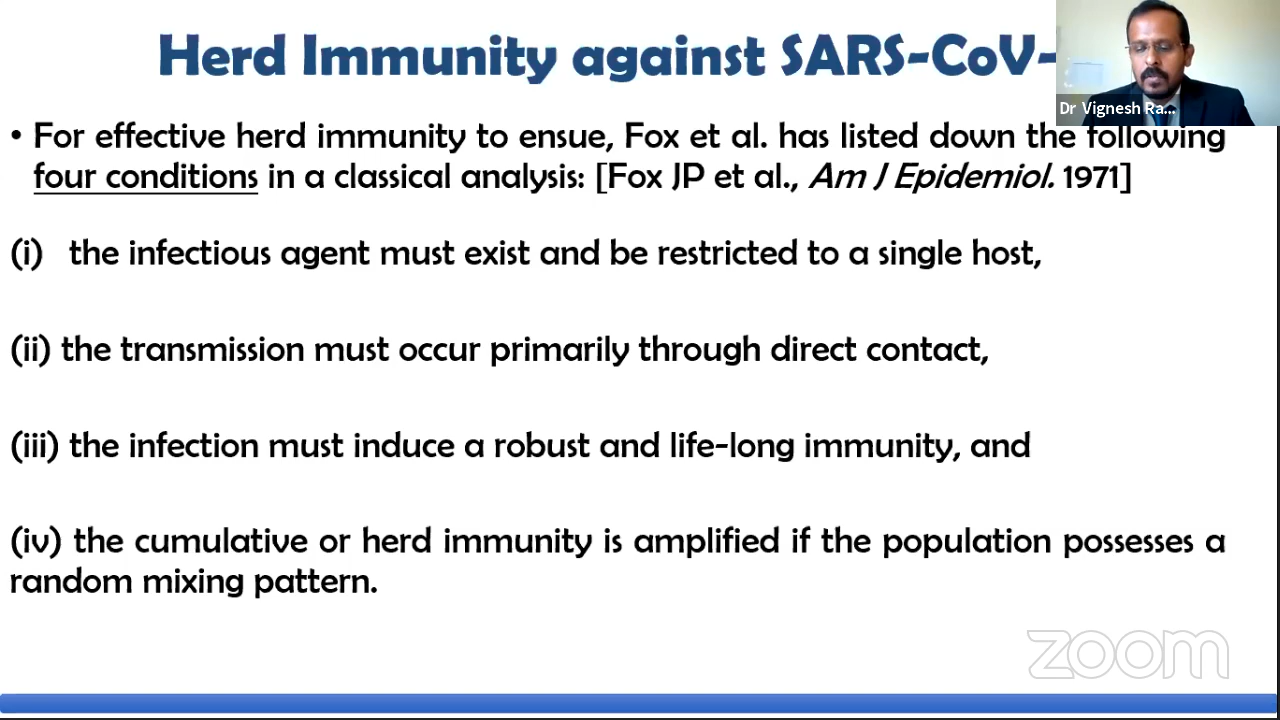 Herd Immunity against SARS-CoV-
Dr Vignesh Ra...
• For effective herd immunity to ensue, Fox et al. has listed down the following
four conditions in a classical analysis: [Fox JP et al., Am J Epidemiol. 1971]
(i) the infectious agent must exist and be restricted to a single host,
(ii) the transmission must occur primarily through direct contact,
(iii) the infection must induce a robust and life-long immunity, and
(iv) the cumulative or herd immunity is amplified if the population possesses a
random mixing pattern.
zoom